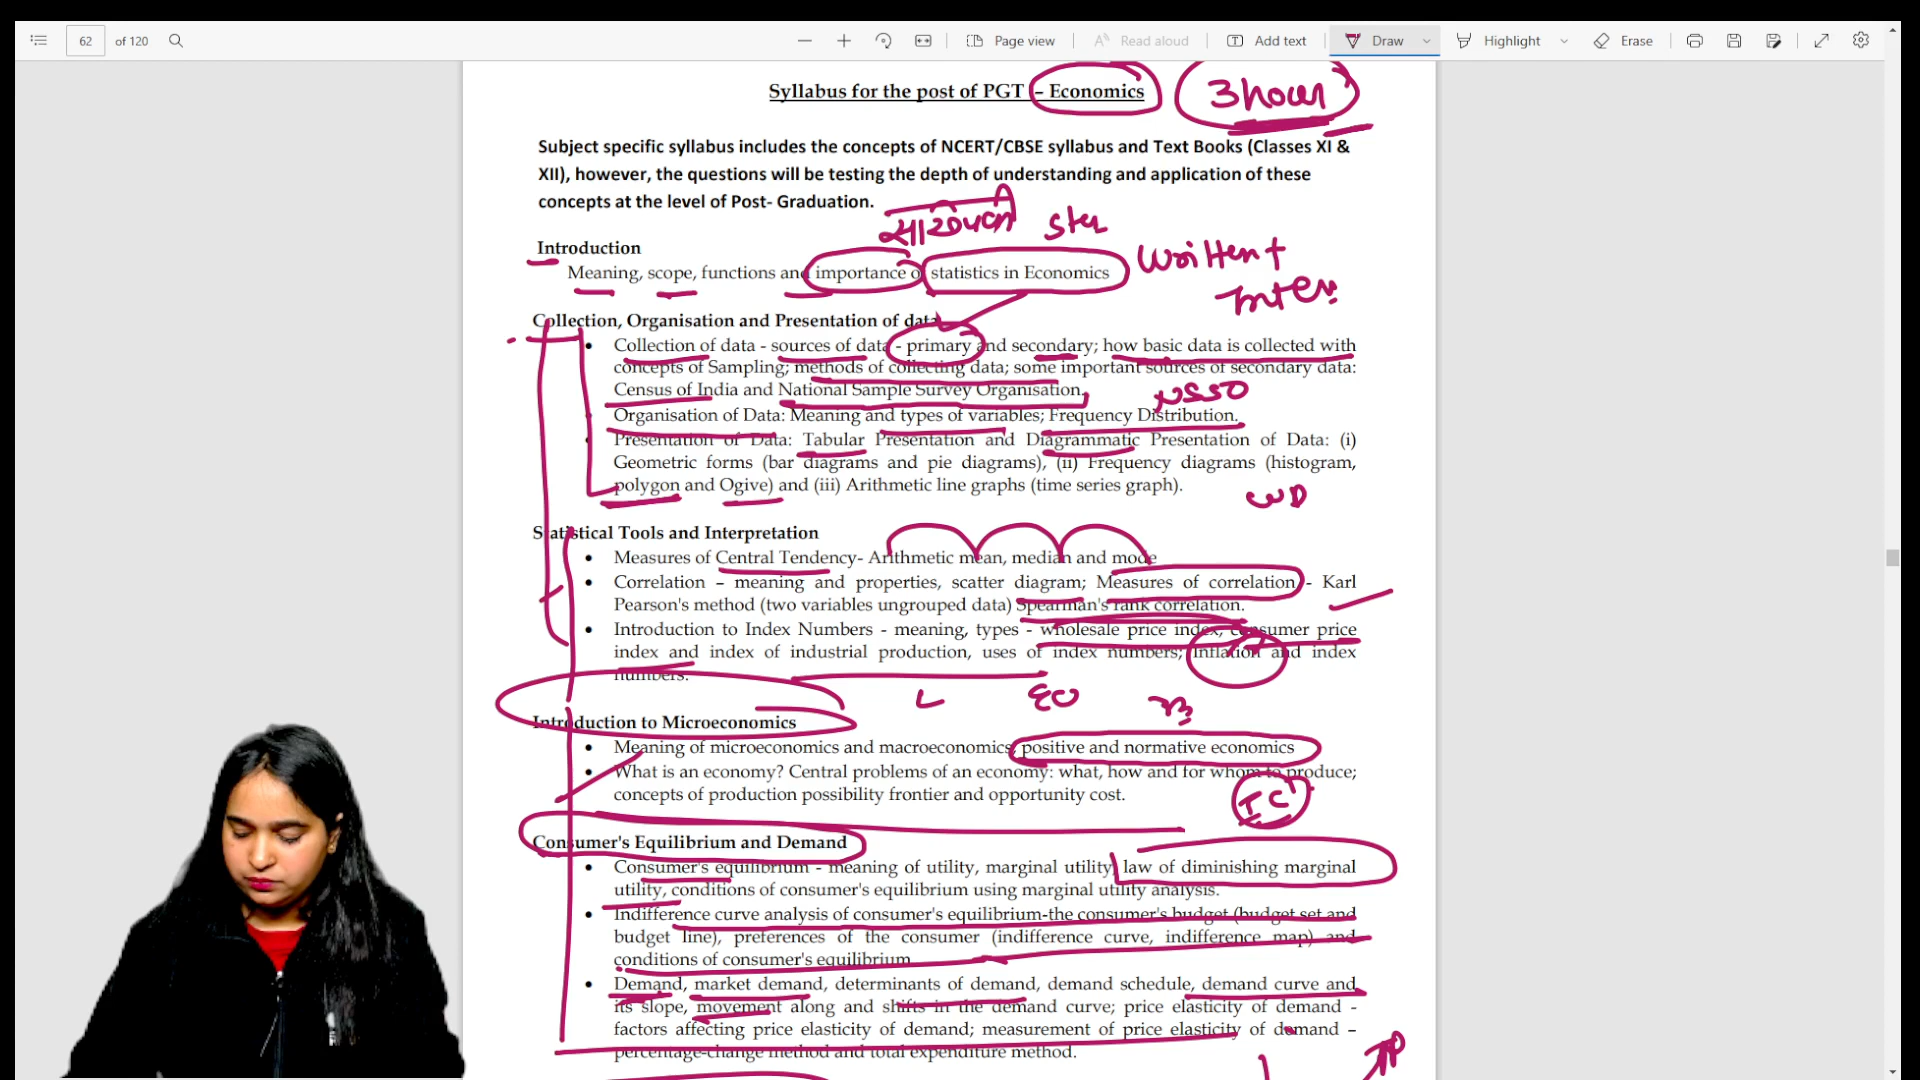 62 of 120 Page view Read aloud Add text Draw Highlight Erase
Syllabus for the post of PGT – Economics
3 hour
Subject specific syllabus includes the concepts of NCERT/CBSE syllabus and Text Books (Classes XI &
XII), however, the questions will be testing the depth of understanding and application of these
concepts at the level of Post- Graduation.
Introduction
Written +
Meaning, scope, functions and importance of statistics in Economics
Collection, Organisation and Presentation of data
• Collection of data - sources of data - primary and secondary; how basic data is collected with
concepts of Sampling; methods of collecting data; some important sources of secondary data:
Census of India and National Sample Survey Organisation.
NSSO
• Organisation of Data: Meaning and types of variables; Frequency Distribution.
• Presentation of Data: Tabular Presentation and Diagrammatic Presentation of Data: (i)
Geometric forms (bar diagrams and pie diagrams), (ii) Frequency diagrams (histogram,
polygon and Ogive) and (iii) Arithmetic line graphs (time series graph).
Statistical Tools and Interpretation
• Measures of Central Tendency- Arithmetic mean, median and mode
• Correlation – meaning and properties, scatter diagram; Measures of correlation - Karl
Pearson's method (two variables ungrouped data) Spearman's rank correlation.
• Introduction to Index Numbers - meaning, types - wholesale price index, consumer price
index and index of industrial production, uses of index numbers; Inflation and index
numbers.
Introduction to Microeconomics
• Meaning of microeconomics and macroeconomics, positive and normative economics
• What is an economy? Central problems of an economy: what, how and for whom to produce;
concepts of production possibility frontier and opportunity cost.
Consumer's Equilibrium and Demand
• Consumer's equilibrium - meaning of utility, marginal utility, law of diminishing marginal
utility, conditions of consumer's equilibrium using marginal utility analysis.
• Indifference curve analysis of consumer's equilibrium-the consumer's budget (budget set and
budget line), preferences of the consumer (indifference curve, indifference map) and
conditions of consumer's equilibrium
• Demand, market demand, determinants of demand, demand schedule, demand curve and
its slope, movement along and shifts in the demand curve; price elasticity of demand -
factors affecting price elasticity of demand; measurement of price elasticity of demand –
percentage-change method and total expenditure method.